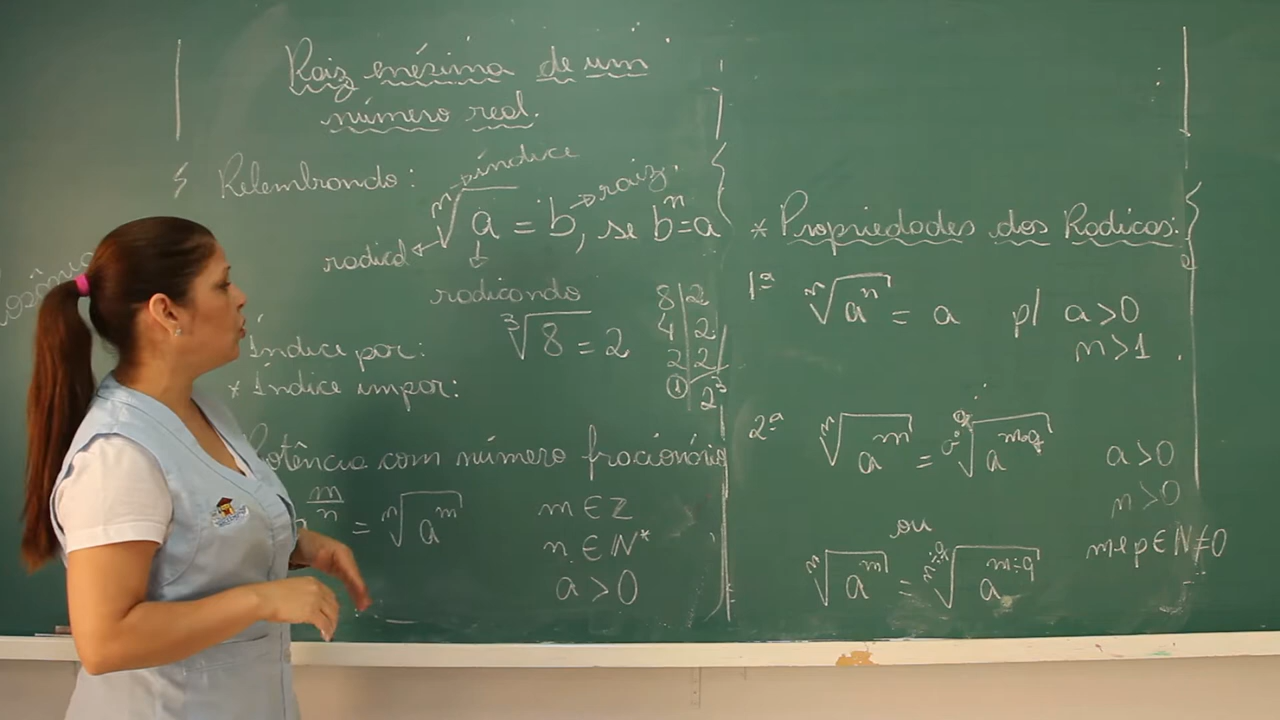 Raiz enésima de um
número real.
Relembrando:
índice
ⁿ√a = b, se bⁿ = a
raiz.
radical
radicando
³√8 = 2
8 | 2
4 | 2
2 | 2
1 | 2³
Índice par:
* Índice impar:
Potência com número fracionário
m/n = ⁿ√aᵐ
m ∈ Z
n ∈ N*
a > 0
* Propriedades dos Radicas:
1ª ⁿ√aⁿ = a p/ a > 0
n > 1.
2ª ⁿ√aᵐ = √a
a > 0
n > 0
ou
ⁿ√aᵐ = √a
m e p ∈ N ≠ 0